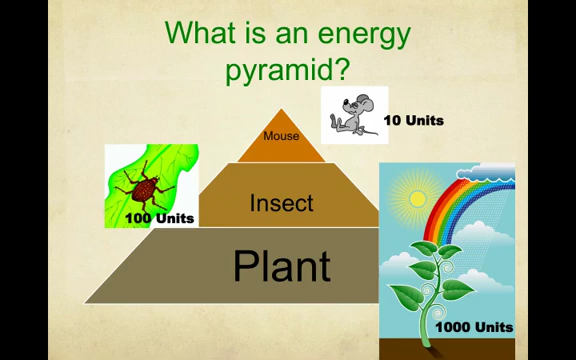 What is an energy
pyramid?
Mouse
10 Units
100 Units
Insect
Plant
1000 Units